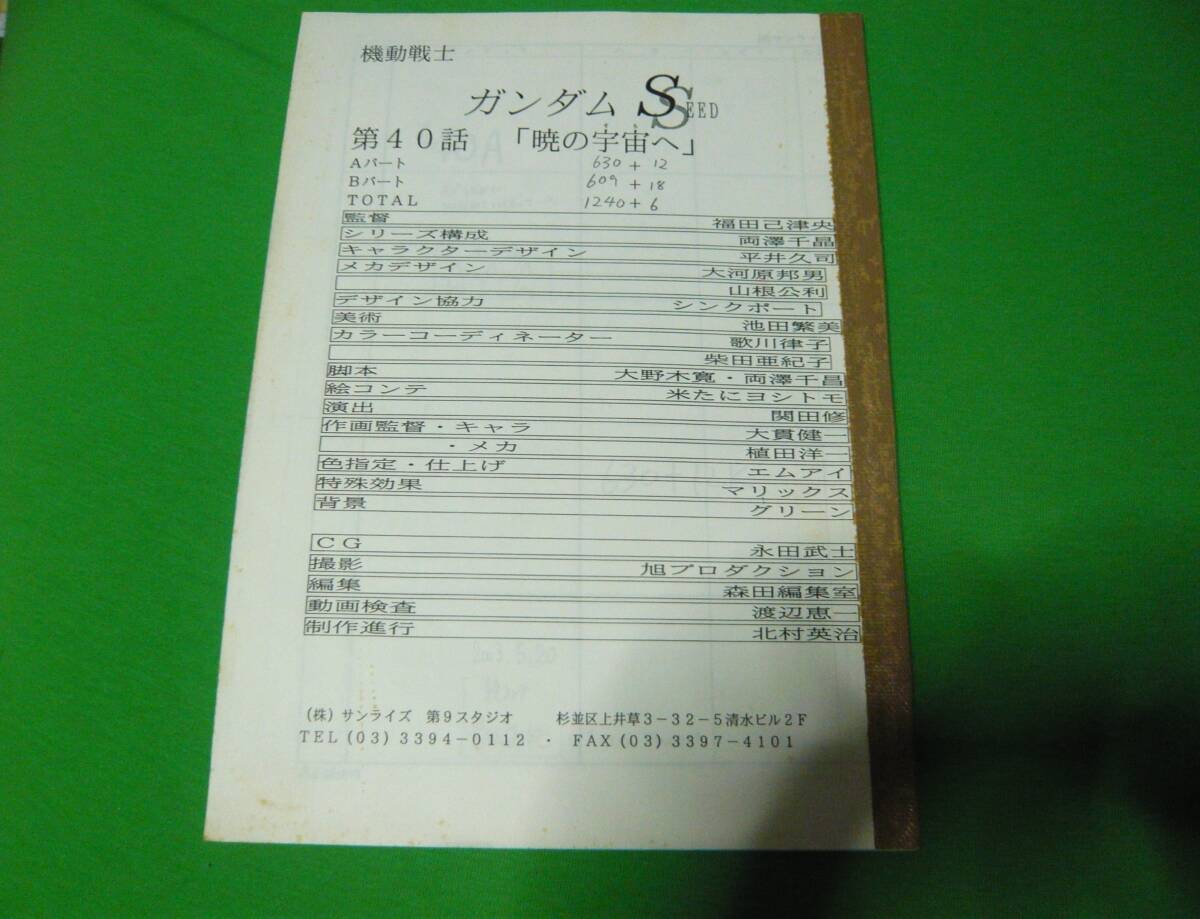 機動戦士
ガンダム SEED
第40話 「暁の宇宙へ」
Aパート 630 + 12
Bパート 609 + 18
TOTAL 1240 + 6
監督 福田己津央
シリーズ構成 両澤千晶
キャラクターデザイン 平井久司
メカデザイン 大河原邦男
山根公利
デザイン協力 シンクポート
美術 池田繁美
カラーコーディネーター 歌川律子
柴田亜紀子
脚本 大野木寛・両澤千晶
絵コンテ 米たにヨシトモ
演出 関田修
作画監督・キャラ 大貫健一
・メカ 植田洋一
色指定・仕上げ エムアイ
特殊効果 マリックス
背景 グリーン
CG 永田武士
撮影 旭プロダクション
編集 森田編集室
動画検査 渡辺恵一
制作進行 北村英治
(株) サンライズ 第9スタジオ 杉並区上井草3-32-5清水ビル2F
TEL (03) 3394-0112 ・ FAX (03) 3397-4101